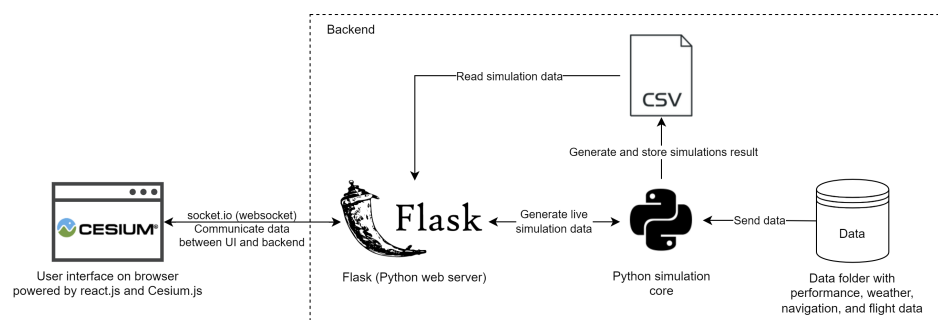 Backend
Read simulation data
CSV
Generate and store simulations result
socket.io (websocket)
Communicate data
between UI and backend
CESIUM®
Flask
Generate live
simulation data
Send data
Data
User interface on browser
powered by react.js and Cesium.js
Flask (Python web server)
Python simulation
core
Data folder with
performance, weather,
navigation, and flight data